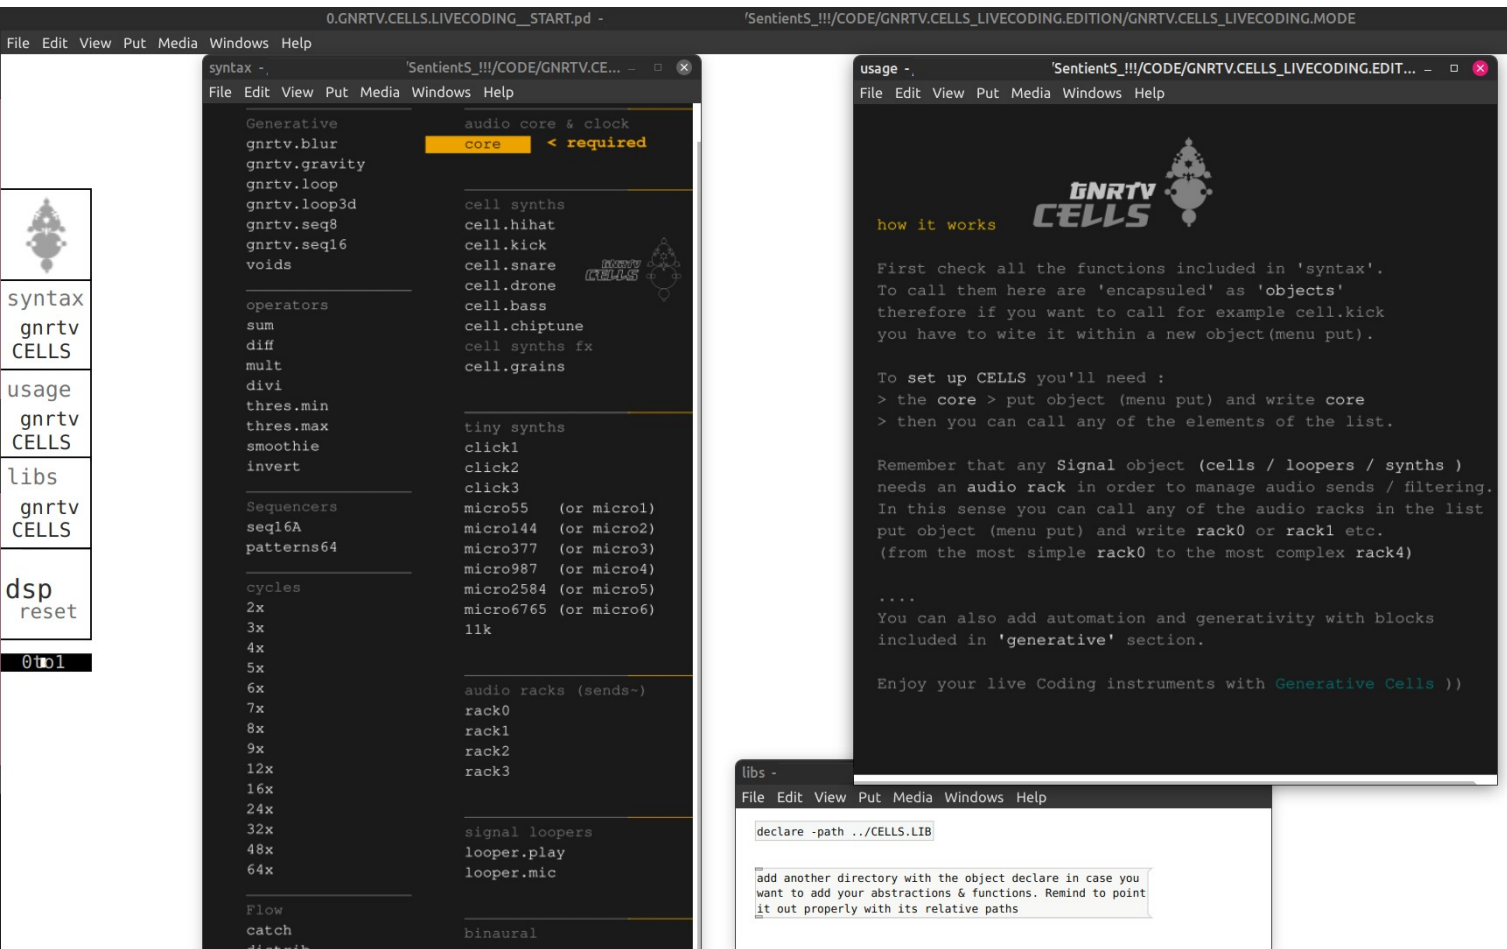 0.GNRTV.CELLS.LIVECODING__START.pd -
'SentientS_!!!/CODE/GNRTV.CELLS_LIVECODING.EDITION/GNRTV.CELLS_LIVECODING.MODE
File Edit View Put Media Windows Help
syntax
gnrtv
CELLS
usage
gnrtv
CELLS
libs
gnrtv
CELLS
dsp
reset
0to1
syntax - 'SentientS_!!!/CODE/GNRTV.CE...
File Edit View Put Media Windows Help
Generative
gnrtv.blur
gnrtv.gravity
gnrtv.loop
gnrtv.loop3d
gnrtv.seq8
gnrtv.seq16
voids
operators
sum
diff
mult
divi
thres.min
thres.max
smoothie
invert
Sequencers
seq16A
patterns64
cycles
2x
3x
4x
5x
6x
7x
8x
9x
12x
16x
24x
32x
48x
64x
Flow
catch
distrib
audio core & clock
core < required
cell synths
cell.hihat
cell.kick
cell.snare
cell.drone
cell.bass
cell.chiptune
cell synths fx
cell.grains
GNRTV
CELLS
tiny synths
click1
click2
click3
micro55 (or micro1)
micro144 (or micro2)
micro377 (or micro3)
micro987 (or micro4)
micro2584 (or micro5)
micro6765 (or micro6)
11k
audio racks (sends~)
rack0
rack1
rack2
rack3
signal loopers
looper.play
looper.mic
binaural
usage - 'SentientS_!!!/CODE/GNRTV.CELLS_LIVECODING.EDIT...
File Edit View Put Media Windows Help
GNRTV
CELLS
how it works
First check all the functions included in 'syntax'.
To call them here are 'encapsuled' as 'objects'
therefore if you want to call for example cell.kick
you have to wite it within a new object(menu put).
To set up CELLS you'll need :
> the core > put object (menu put) and write core
> then you can call any of the elements of the list.
Remember that any Signal object (cells / loopers / synths )
needs an audio rack in order to manage audio sends / filtering.
In this sense you can call any of the audio racks in the list
put object (menu put) and write rack0 or rack1 etc.
(from the most simple rack0 to the most complex rack4)
....
You can also add automation and generativity with blocks
included in 'generative' section.
Enjoy your live Coding instruments with Generative Cells ))
libs -
File Edit View Put Media Windows Help
declare -path ../CELLS.LIB
add another directory with the object declare in case you
want to add your abstractions & functions. Remind to point
it out properly with its relative paths